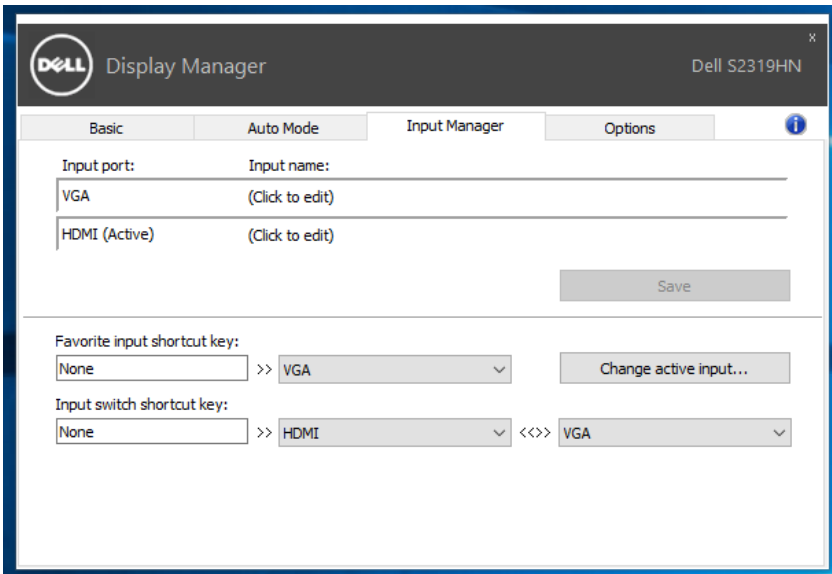 x
DELL Display Manager Dell S2319HN
Basic Auto Mode Input Manager Options i
Input port: Input name:
VGA (Click to edit)
HDMI (Active) (Click to edit)
Save
Favorite input shortcut key:
None >> VGA Change active input...
Input switch shortcut key:
None >> HDMI <<>> VGA